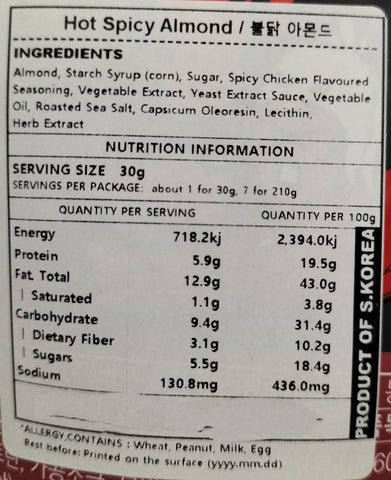 Hot Spicy Almond / 불닭 아몬드
INGREDIENTS
Almond, Starch Syrup (corn), Sugar, Spicy Chicken Flavoured
Seasoning, Vegetable Extract, Yeast Extract Sauce, Vegetable
Oil, Roasted Sea Salt, Capsicum Oleoresin, Lecithin,
Herb Extract
NUTRITION INFORMATION
SERVING SIZE 30g
SERVINGS PER PACKAGE: about 1 for 30g, 7 for 210g
QUANTITY PER SERVING QUANTITY PER 100g
Energy 718.2kj 2,394.0kj
Protein 5.9g 19.5g
Fat, Total 12.9g 43.0g
| Saturated 1.1g 3.8g
Carbohydrate 9.4g 31.4g
| Dietary Fiber 3.1g 10.2g
| Sugars 5.5g 18.4g
Sodium 130.8mg 436.0mg
PRODUCT OF S.KOREA
*ALLERGY CONTAINS : Wheat, Peanut, Milk, Egg
Best before: Printed on the surface (yyyy.mm.dd)